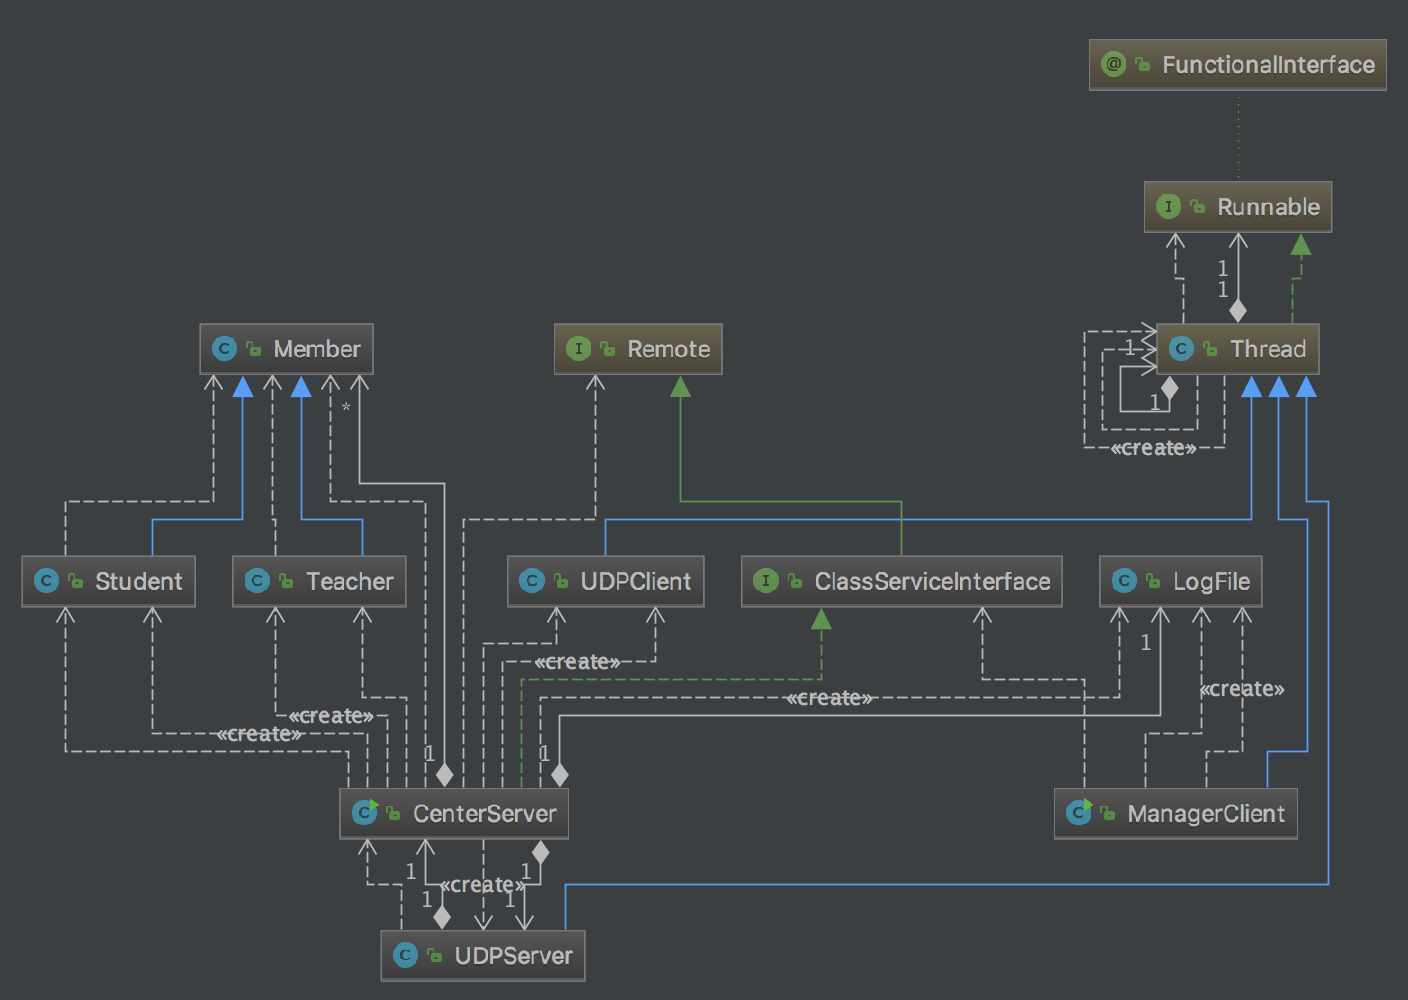 @ FunctionalInterface
I Runnable
1
1
C Member
I Remote
C Thread
1
1
*
«create»
C Student
C Teacher
C UDPClient
I ClassServiceInterface
C LogFile
1
«create»
«create»
«create»
«create»
«create»
1
1
C CenterServer
C ManagerClient
1
1
«create»
1
1
C UDPServer